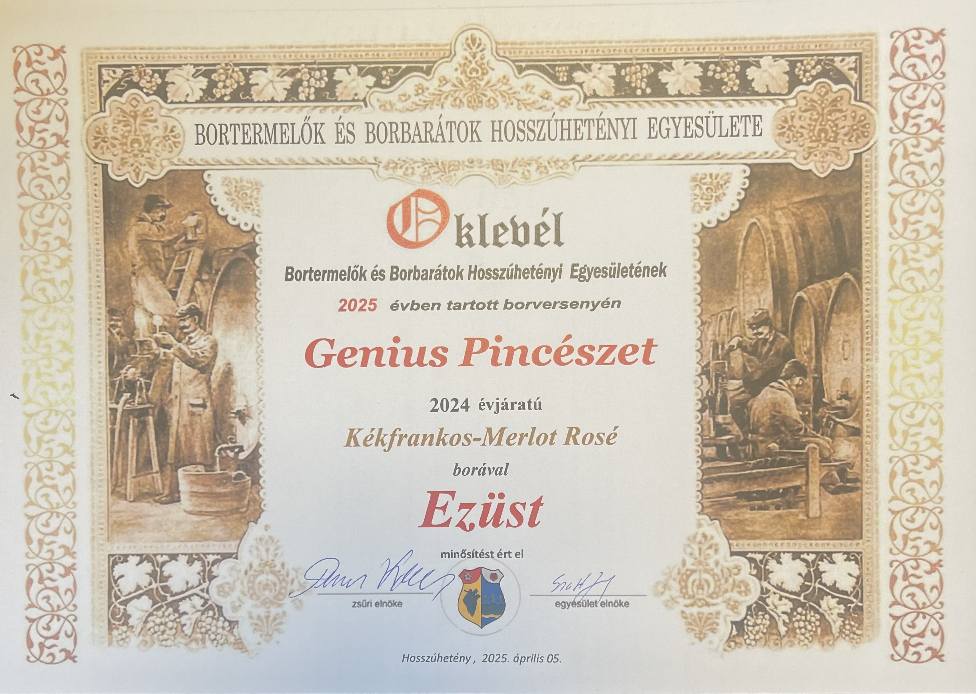 BORTERMELŐK ÉS BORBARÁTOK HOSSZÚHETÉNYI EGYESÜLETE
Oklevél
Bortermelők és Borbarátok Hosszúhetényi Egyesületének
2025 évben tartott borversenyén
Genius Pincészet
2024 évjáratú
Kékfrankos-Merlot Rosé
borával
Ezüst
minősítést ért el
zsűri elnöke
egyesület elnöke
Hosszúhetény , 2025. április 05.